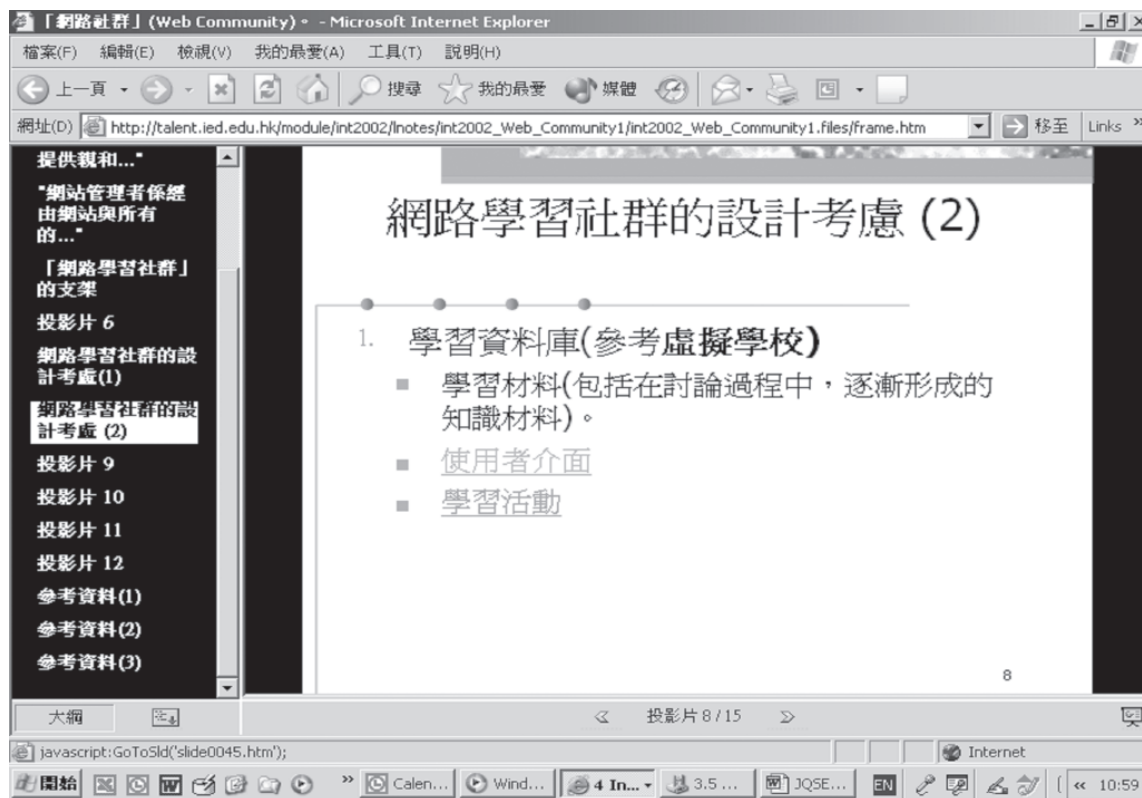 「網路社群」(Web Community)。 - Microsoft Internet Explorer
檔案(F) 編輯(E) 檢視(V) 我的最愛(A) 工具(T) 說明(H)
上一頁 搜尋 我的最愛 媒體
網址(D) http://talent.ied.edu.hk/module/int2002/lnotes/int2002_Web_Community1/int2002_Web_Community1.files/frame.htm 移至 Links »
提供親和..."
"網站管理者係經
由網站與所有
的..."
「網路學習社群」
的支架
投影片 6
網路學習社群的設
計考慮(1)
網路學習社群的設
計考慮 (2)
投影片 9
投影片 10
投影片 11
投影片 12
參考資料(1)
參考資料(2)
參考資料(3)
網路學習社群的設計考慮 (2)
1. 學習資料庫(參考虛擬學校)
學習材料(包括在討論過程中，逐漸形成的
知識材料)。
使用者介面
學習活動
8
大綱 投影片 8 / 15
javascript:GoToSld('slide0045.htm'); Internet
開始 » Calen... Wind... 4 In... 3.5 ... JQSE... EN « 10:59